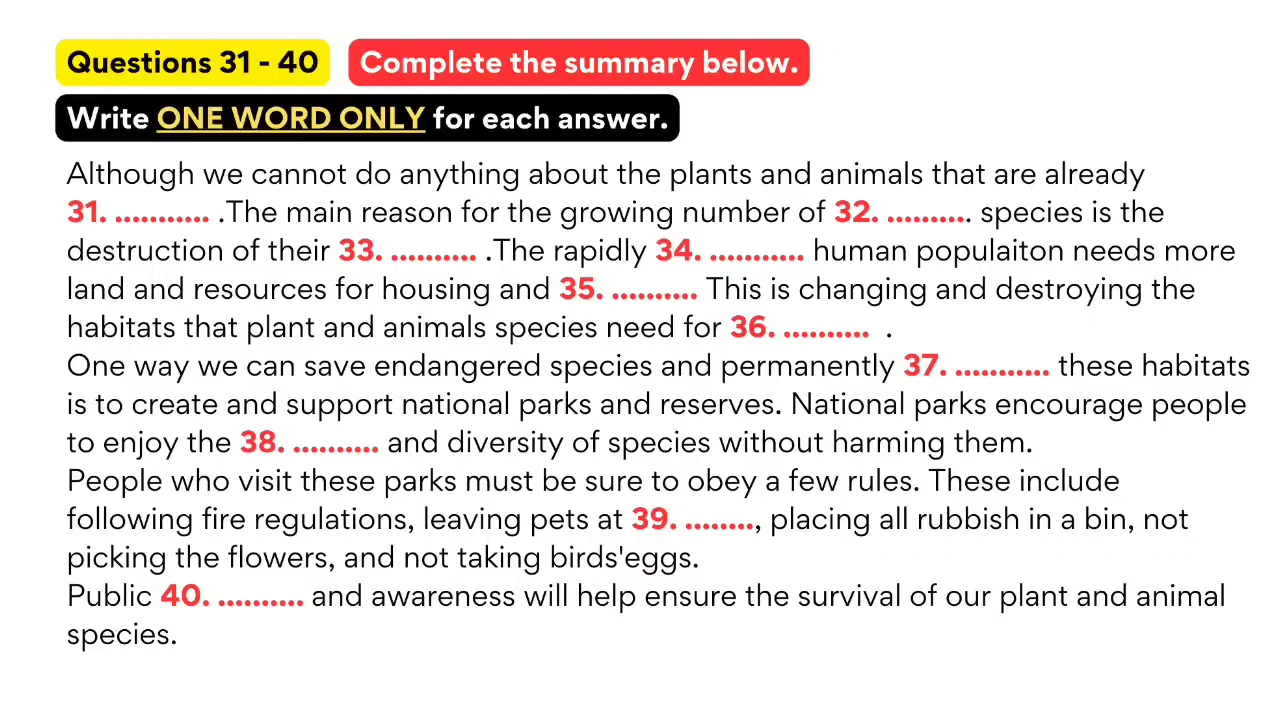 Questions 31 - 40
Complete the summary below.
Write ONE WORD ONLY for each answer.
Although we cannot do anything about the plants and animals that are already
31. ........... .The main reason for the growing number of 32. .......... species is the
destruction of their 33. .......... .The rapidly 34. ............ human populaiton needs more
land and resources for housing and 35. .......... This is changing and destroying the
habitats that plant and animals species need for 36. .......... .
One way we can save endangered species and permanently 37. ............ these habitats
is to create and support national parks and reserves. National parks encourage people
to enjoy the 38. .......... and diversity of species without harming them.
People who visit these parks must be sure to obey a few rules. These include
following fire regulations, leaving pets at 39. ........, placing all rubbish in a bin, not
picking the flowers, and not taking birds'eggs.
Public 40. .......... and awareness will help ensure the survival of our plant and animal
species.